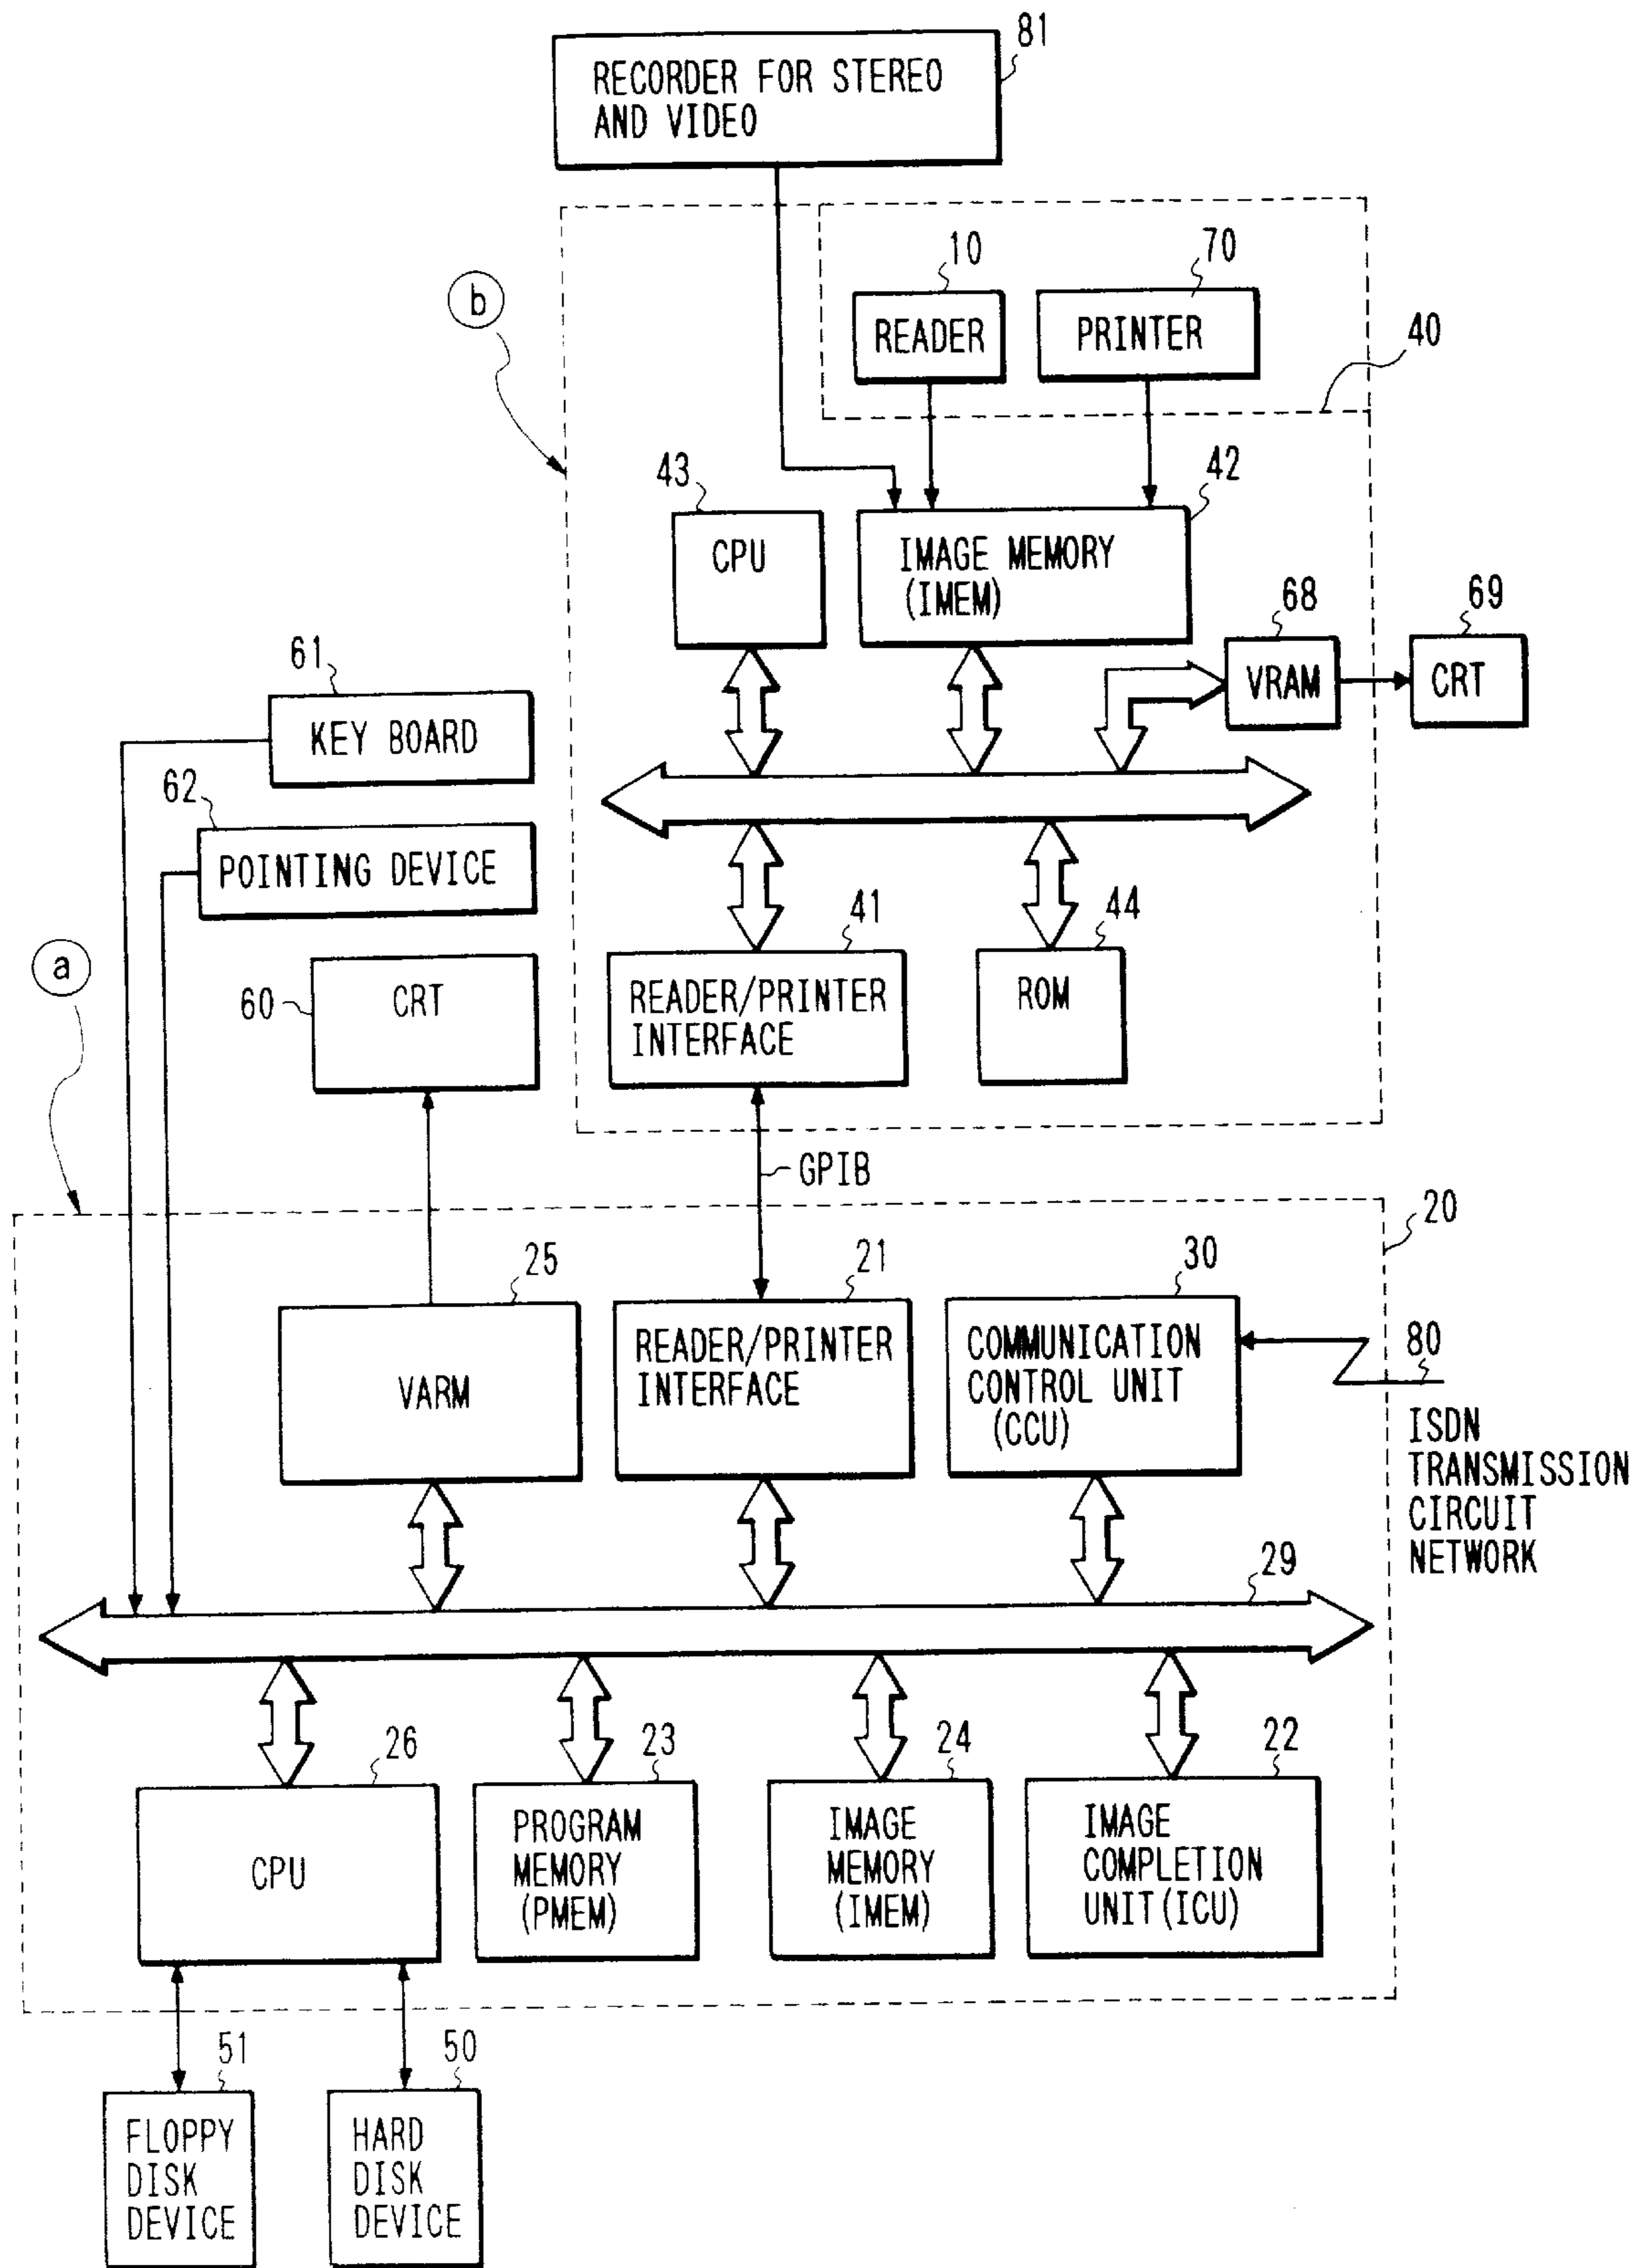 81
RECORDER FOR STEREO
AND VIDEO
10
70
b
READER
PRINTER
40
43
42
CPU
IMAGE MEMORY
(IMEM)
68
69
61
VRAM
CRT
KEY BOARD
62
POINTING DEVICE
41
44
a
60
CRT
READER/PRINTER
INTERFACE
ROM
GPIB
20
25
21
30
VARM
READER/PRINTER
INTERFACE
COMMUNICATION
CONTROL UNIT
(CCU)
80
ISDN
TRANSMISSION
CIRCUIT
NETWORK
29
26
23
24
22
CPU
PROGRAM
MEMORY
(PMEM)
IMAGE
MEMORY
(IMEM)
IMAGE
COMPLETION
UNIT (ICU)
51
50
FLOPPY
DISK
DEVICE
HARD
DISK
DEVICE